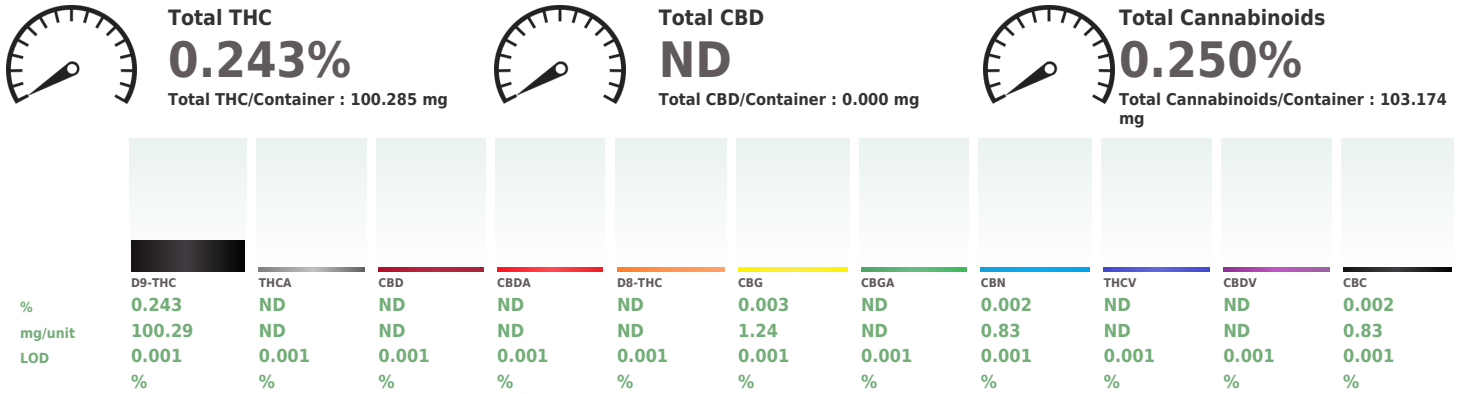 Total THC
0.243%
Total THC/Container : 100.285 mg
Total CBD
ND
Total CBD/Container : 0.000 mg
Total Cannabinoids
0.250%
Total Cannabinoids/Container : 103.174
mg
D9-THC THCA CBD CBDA D8-THC CBG CBGA CBN THCV CBDV CBC
% 0.243 ND ND ND ND 0.003 ND 0.002 ND ND 0.002
mg/unit 100.29 ND ND ND ND 1.24 ND 0.83 ND ND 0.83
LOD 0.001 0.001 0.001 0.001 0.001 0.001 0.001 0.001 0.001 0.001 0.001
% % % % % % % % % % %